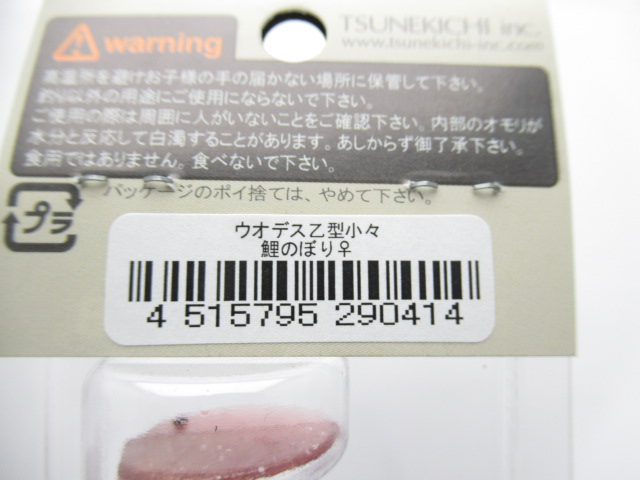 TSUNEKICHI inc.
www.tsunekichi-inc.com
warning
高温所を避けお子様の手の届かない場所に保管して下さい。
釣り以外の用途にご使用にならないで下さい。
ご使用の際は周囲に人がいないことをご確認下さい。内部のオモリが
水分と反応して白濁することがあります。あしからず御了承下さい。
食用ではありません。食べないで下さい。
パッケージのポイ捨ては、やめて下さい。
プラ
ウオデス乙型小々
鯉のぼり♀
4 515795 290414